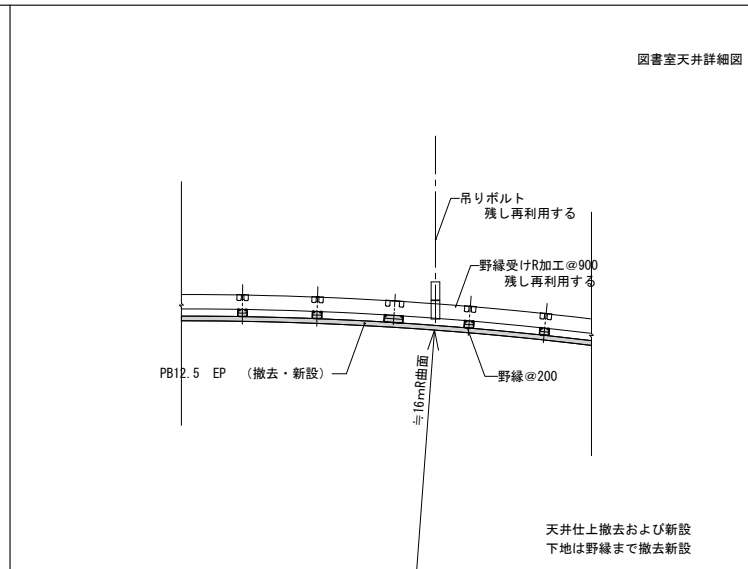 図書室天井詳細図
吊りボルト
残し再利用する
野縁受けR加工@900
残し再利用する
PB12.5 EP （撤去・新設）
野縁@200
≒16mR曲面
天井仕上撤去および新設
下地は野縁まで撤去新設